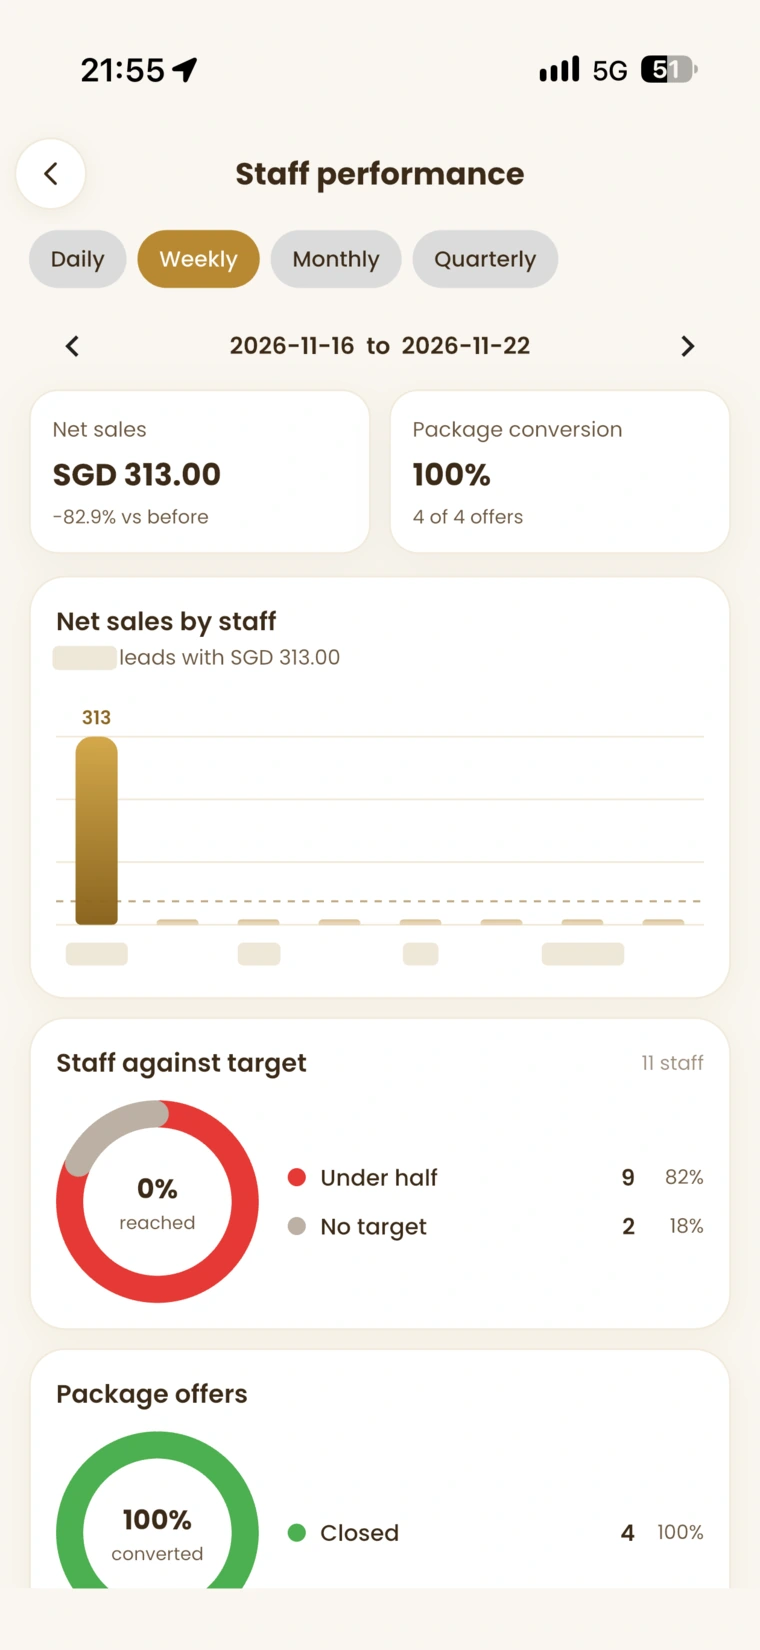 21:55 5G 51
Staff performance
Daily Weekly Monthly Quarterly
2026-11-16 to 2026-11-22
Net sales
SGD 313.00
-82.9% vs before
Package conversion
100%
4 of 4 offers
Net sales by staff
leads with SGD 313.00
313
Staff against target
11 staff
0%
reached
Under half 9 82%
No target 2 18%
Package offers
100%
converted
Closed 4 100%